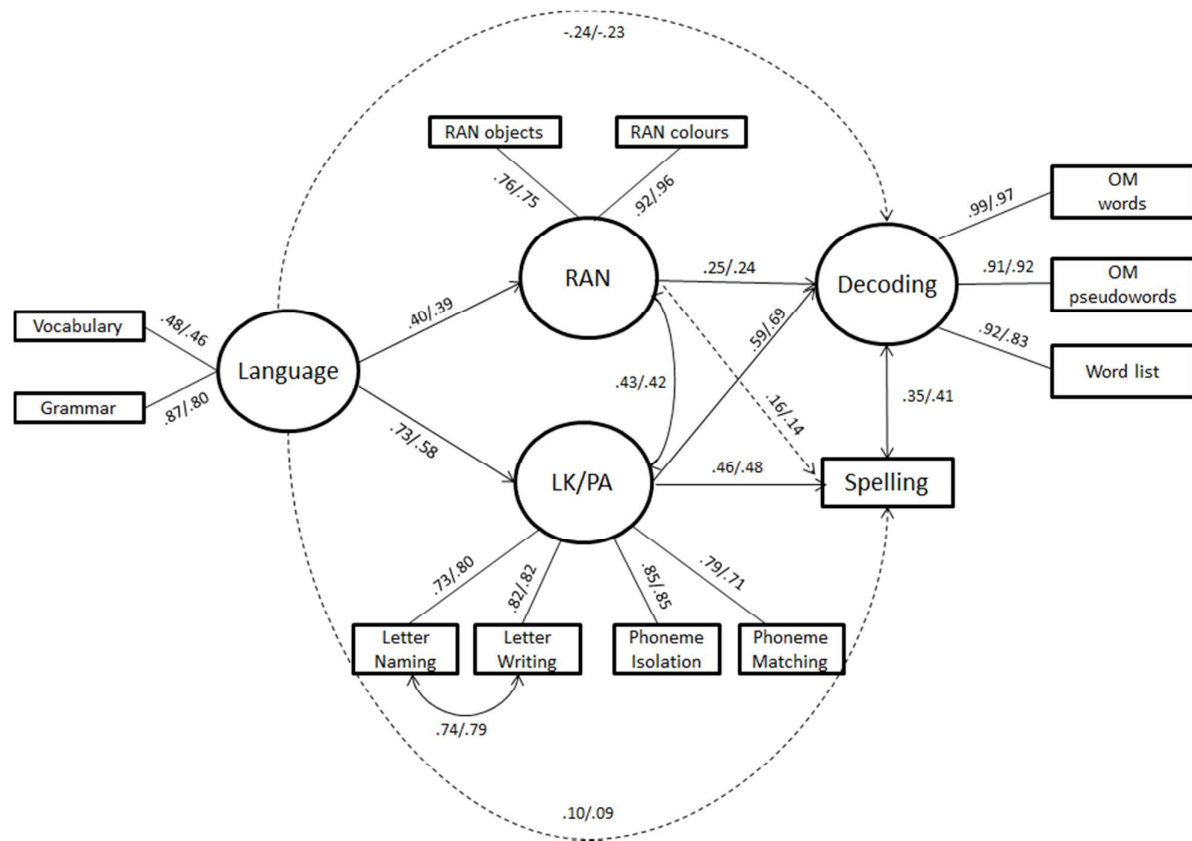 -.24/-.23
RAN objects
RAN colours
.76/.75
.92/.96
OM
words
.99/.97
RAN
.25/.24
Decoding
.91/.92
OM
pseudowords
Vocabulary
.48/.46
.40/.39
.92/.83
Language
.59/.69
Word list
Grammar
.87/.80
.43/.42
.35/.41
.16/.14
.73/.58
LK/PA
.46/.48
Spelling
.73/.80
.82/.82
.85/.85
.79/.71
Letter
Naming
Letter
Writing
Phoneme
Isolation
Phoneme
Matching
.74/.79
.10/.09